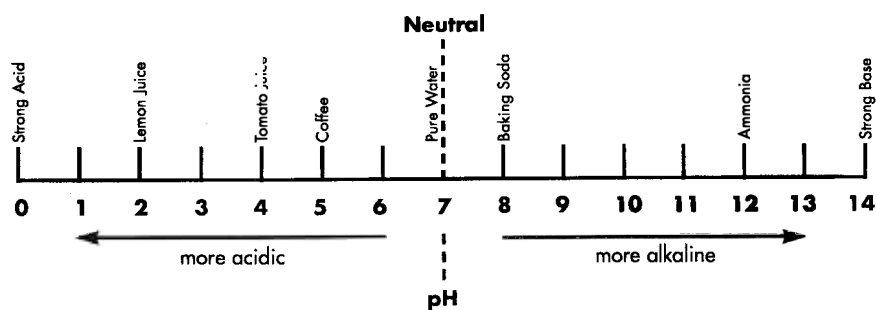 Neutral
Strong Acid
Lemon Juice
Tomato Juice
Coffee
Pure Water
Baking Soda
Ammonia
Strong Base
0 1 2 3 4 5 6 7 8 9 10 11 12 13 14
more acidic
more alkaline
pH